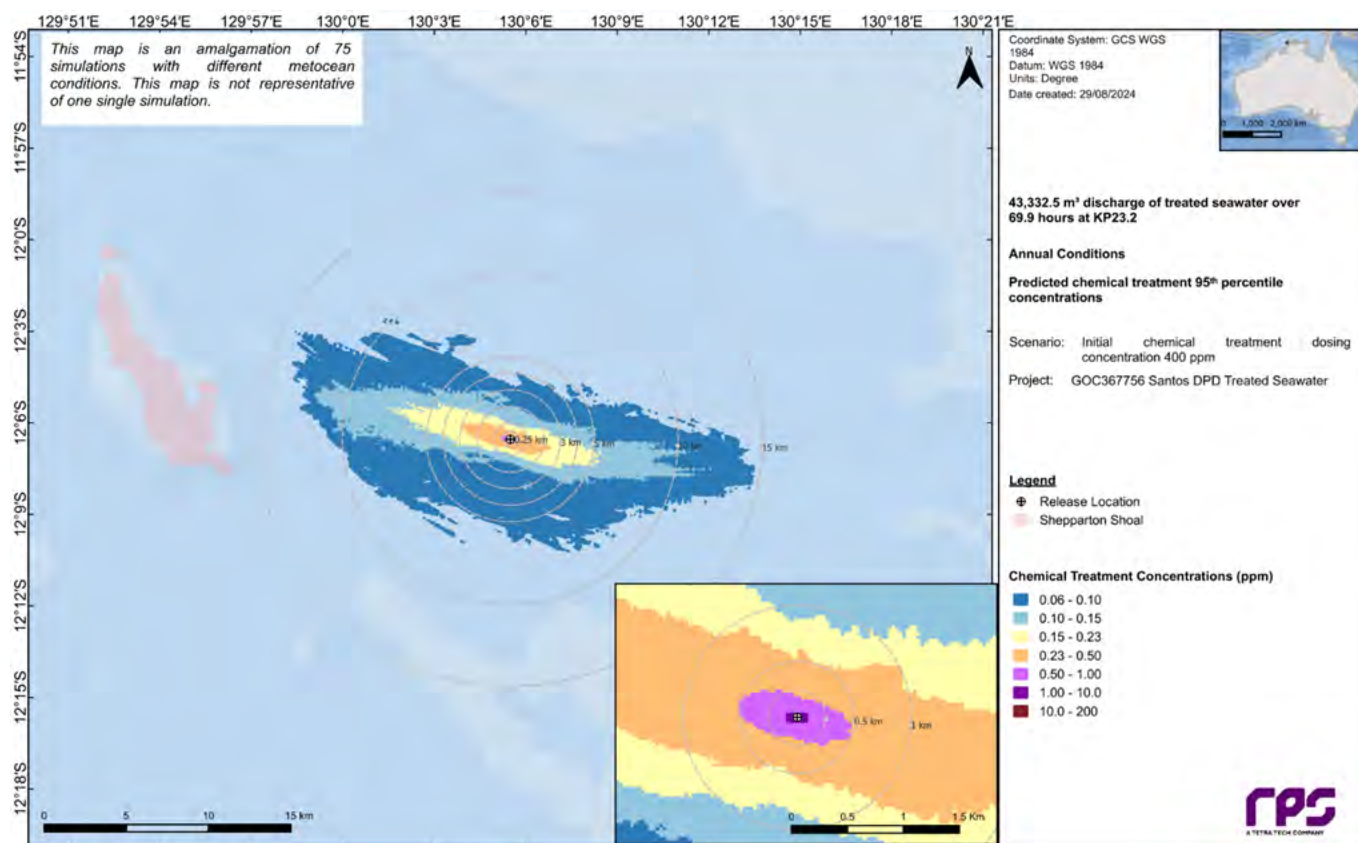 129°51'E 129°54'E 129°57'E 130°0'E 130°3'E 130°6'E 130°9'E 130°12'E 130°15'E 130°18'E 130°21'E
This map is an amalgamation of 75
simulations with different metocean
conditions. This map is not representative
of one single simulation.
N
11°54'S
11°57'S
12°0'S
12°3'S
12°6'S
12°9'S
12°12'S
12°15'S
12°18'S
0.25 km
3 km
5 km
15 km
0 5 10 15 Km
0.5 km
1 km
0 0.5 1 1.5 Km
Coordinate System: GCS WGS
1984
Datum: WGS 1984
Units: Degree
Date created: 29/08/2024
0 1,000 2,000 km
43,332.5 m³ discharge of treated seawater over
69.9 hours at KP23.2
Annual Conditions
Predicted chemical treatment 95th percentile
concentrations
Scenario: Initial chemical treatment dosing
concentration 400 ppm
Project: GOC367756 Santos DPD Treated Seawater
Legend
Release Location
Shepparton Shoal
Chemical Treatment Concentrations (ppm)
0.06 - 0.10
0.10 - 0.15
0.15 - 0.23
0.23 - 0.50
0.50 - 1.00
1.00 - 10.0
10.0 - 200
rps
A TETRA TECH COMPANY